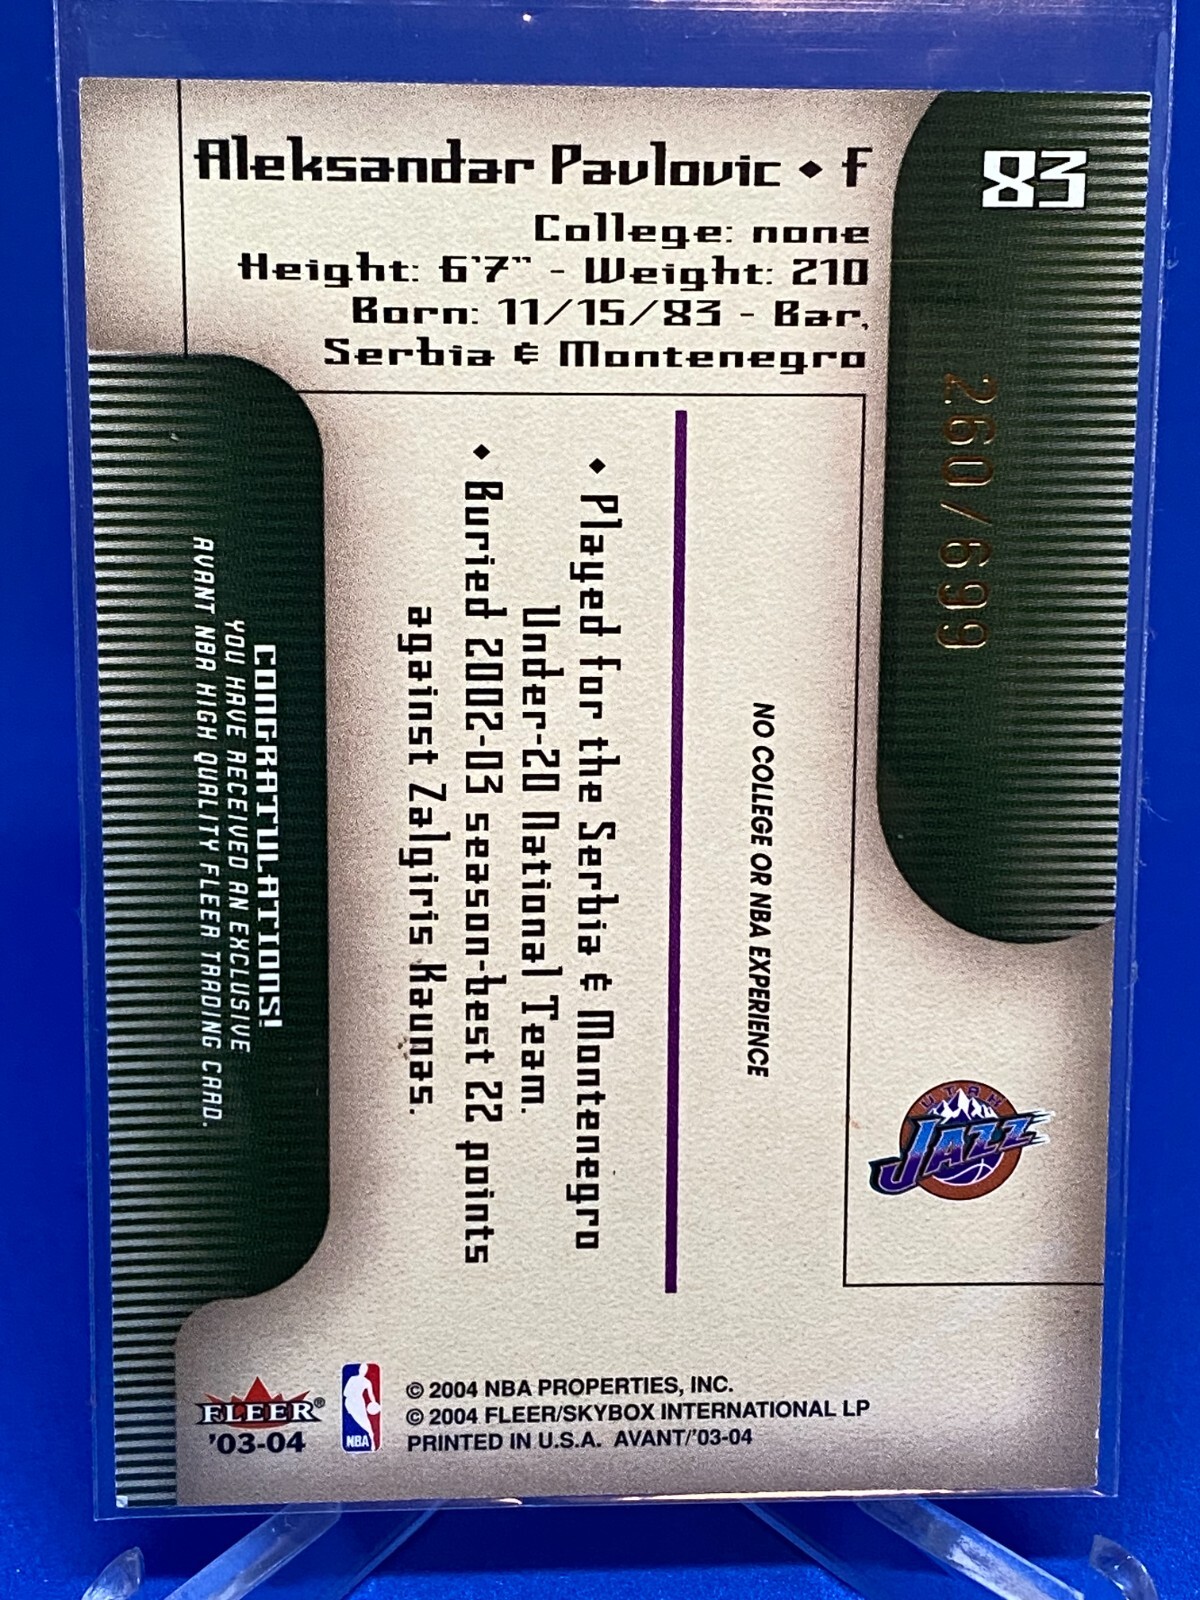 83
Aleksandar Pavlovic • F
College: none
Height: 6'7" - Weight: 210
Born: 11/15/83 - Bar,
Serbia & Montenegro
260/699
NO COLLEGE OR NBA EXPERIENCE
UTAH
JAZZ
• Played for the Serbia & Montenegro
Under-20 National Team.
• Buried 2002-03 season-best 22 points
against Zalgiris Kaunas.
CONGRATULATIONS!
YOU HAVE RECEIVED AN EXCLUSIVE
AVANT NBA HIGH QUALITY FLEER TRADING CARD.
FLEER®
'03-04
NBA
© 2004 NBA PROPERTIES, INC.
© 2004 FLEER/SKYBOX INTERNATIONAL LP
PRINTED IN U.S.A. AVANT/'03-04